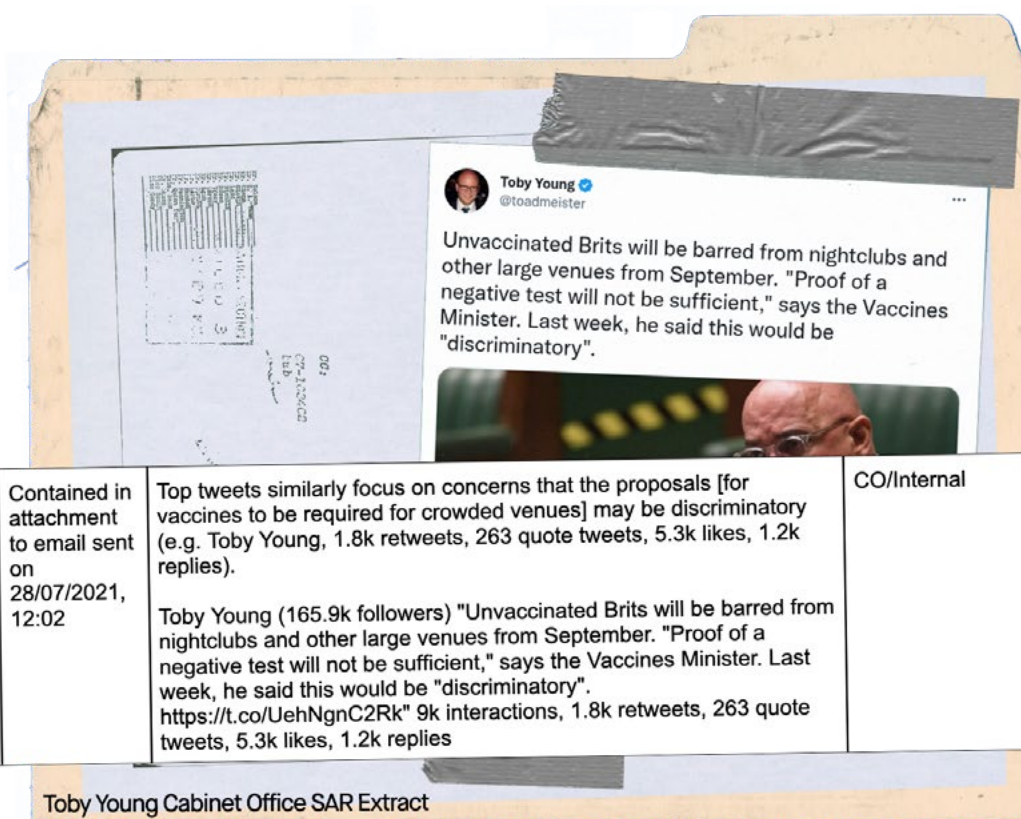 Toby Young
@toadmeister
Unvaccinated Brits will be barred from nightclubs and
other large venues from September. "Proof of a
negative test will not be sufficient," says the Vaccines
Minister. Last week, he said this would be
"discriminatory".
CC:
Contained in
attachment
to email sent
on
28/07/2021,
12:02
Top tweets similarly focus on concerns that the proposals [for
vaccines to be required for crowded venues] may be discriminatory
(e.g. Toby Young, 1.8k retweets, 263 quote tweets, 5.3k likes, 1.2k
replies).
Toby Young (165.9k followers) "Unvaccinated Brits will be barred from
nightclubs and other large venues from September. "Proof of a
negative test will not be sufficient," says the Vaccines Minister. Last
week, he said this would be "discriminatory".
https://t.co/UehNgnC2Rk" 9k interactions, 1.8k retweets, 263 quote
tweets, 5.3k likes, 1.2k replies
CO/Internal
Toby Young Cabinet Office SAR Extract